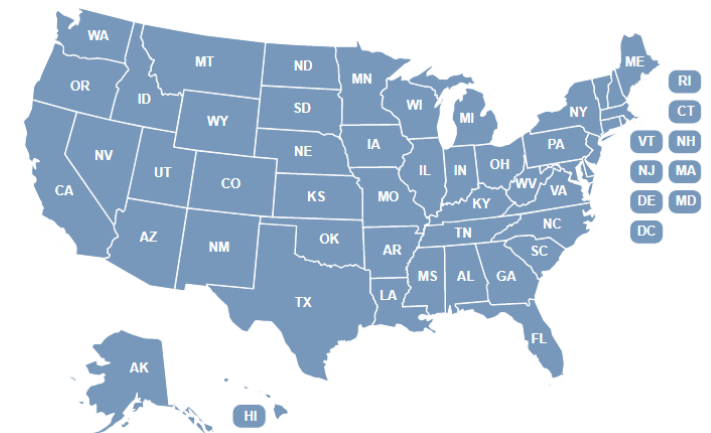 WA
MT
ND
MN
ME
OR
ID
SD
WI
MI
NY
RI
WY
CT
NV
UT
CO
NE
IA
IL
IN
OH
PA
VT
NH
CA
KS
MO
KY
WV
VA
NJ
MA
DE
MD
AZ
NM
OK
AR
TN
NC
SC
DC
TX
LA
MS
AL
GA
FL
AK
HI